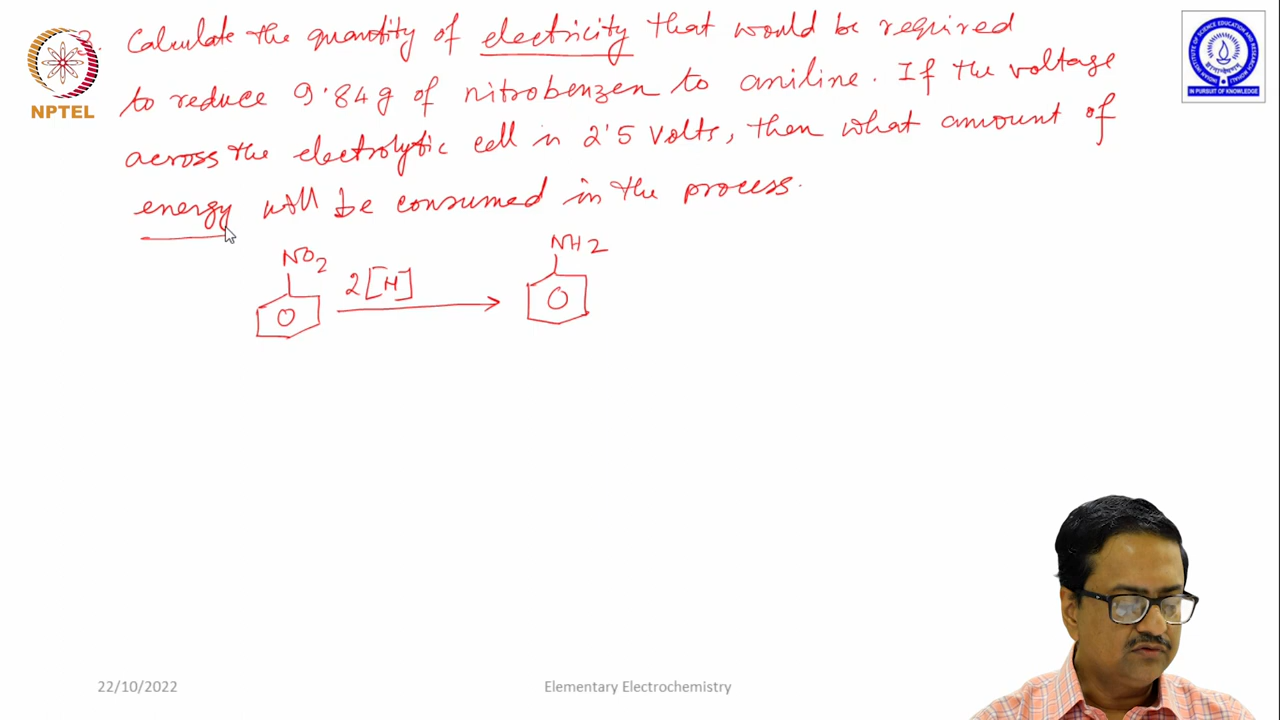 Calculate the quantity of electricity that would be required
to reduce 9.84g of nitrobenzen to aniline. If the voltage
across the electrolytic cell is 2.5 volts, then what amount of
energy will be consumed in the process.
NPTEL
IN PURSUIT OF KNOWLEDGE
NO2
2[H]
NH2
22/10/2022
Elementary Electrochemistry